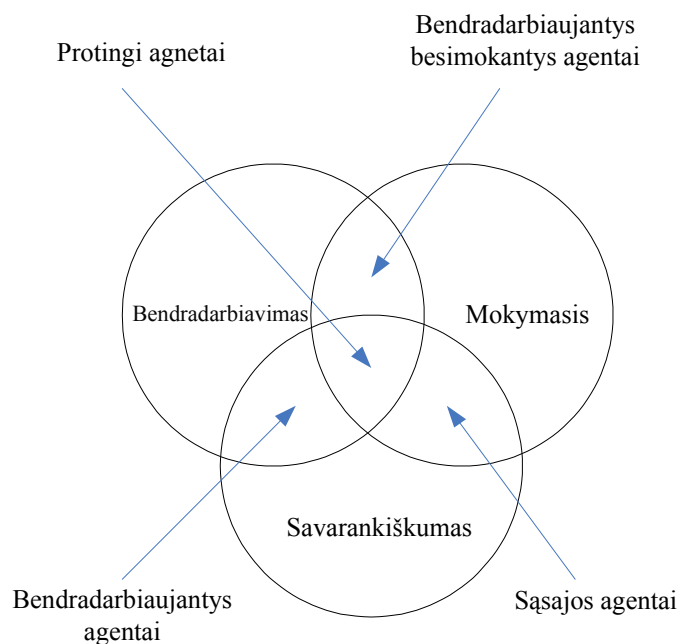 Protingi agnetai
Bendradarbiaujantys
besimokantys agentai
Bendradarbiavimas
Mokymasis
Savarankiškumas
Bendradarbiaujantys
agentai
Sąsajos agentai